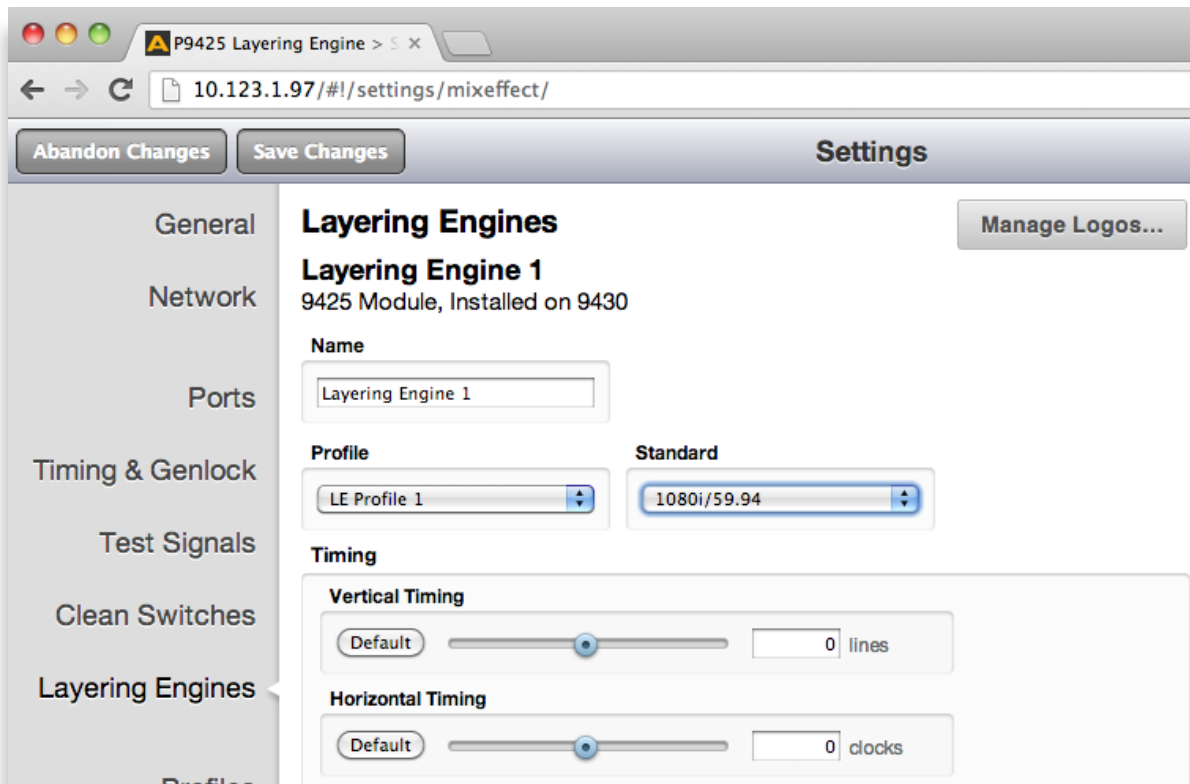 P9425 Layering Engine > S
10.123.1.97/#!/settings/mixeffect/
Abandon Changes Save Changes Settings
General
Network
Ports
Timing & Genlock
Test Signals
Clean Switches
Layering Engines
Profiles
Layering Engines
Manage Logos...
Layering Engine 1
9425 Module, Installed on 9430
Name
Layering Engine 1
Profile Standard
LE Profile 1 1080i/59.94
Timing
Vertical Timing
Default 0 lines
Horizontal Timing
Default 0 clocks